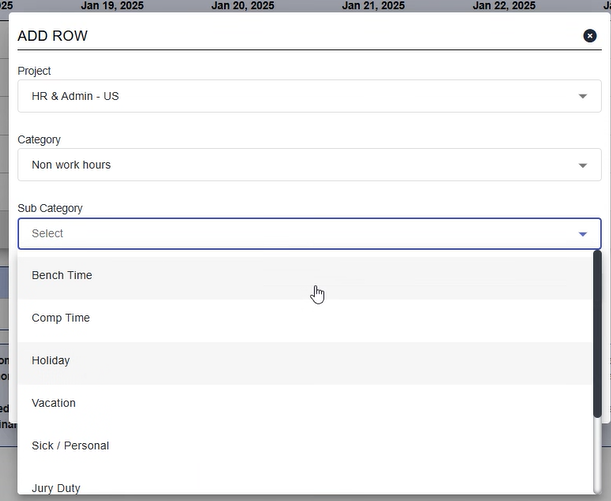 25 Jan 19, 2025 Jan 20, 2025 Jan 21, 2025 Jan 22, 2025
ADD ROW
Project
HR & Admin - US
Category
Non work hours
Sub Category
Select
Bench Time
Comp Time
Holiday
Vacation
Sick / Personal
Jury Duty